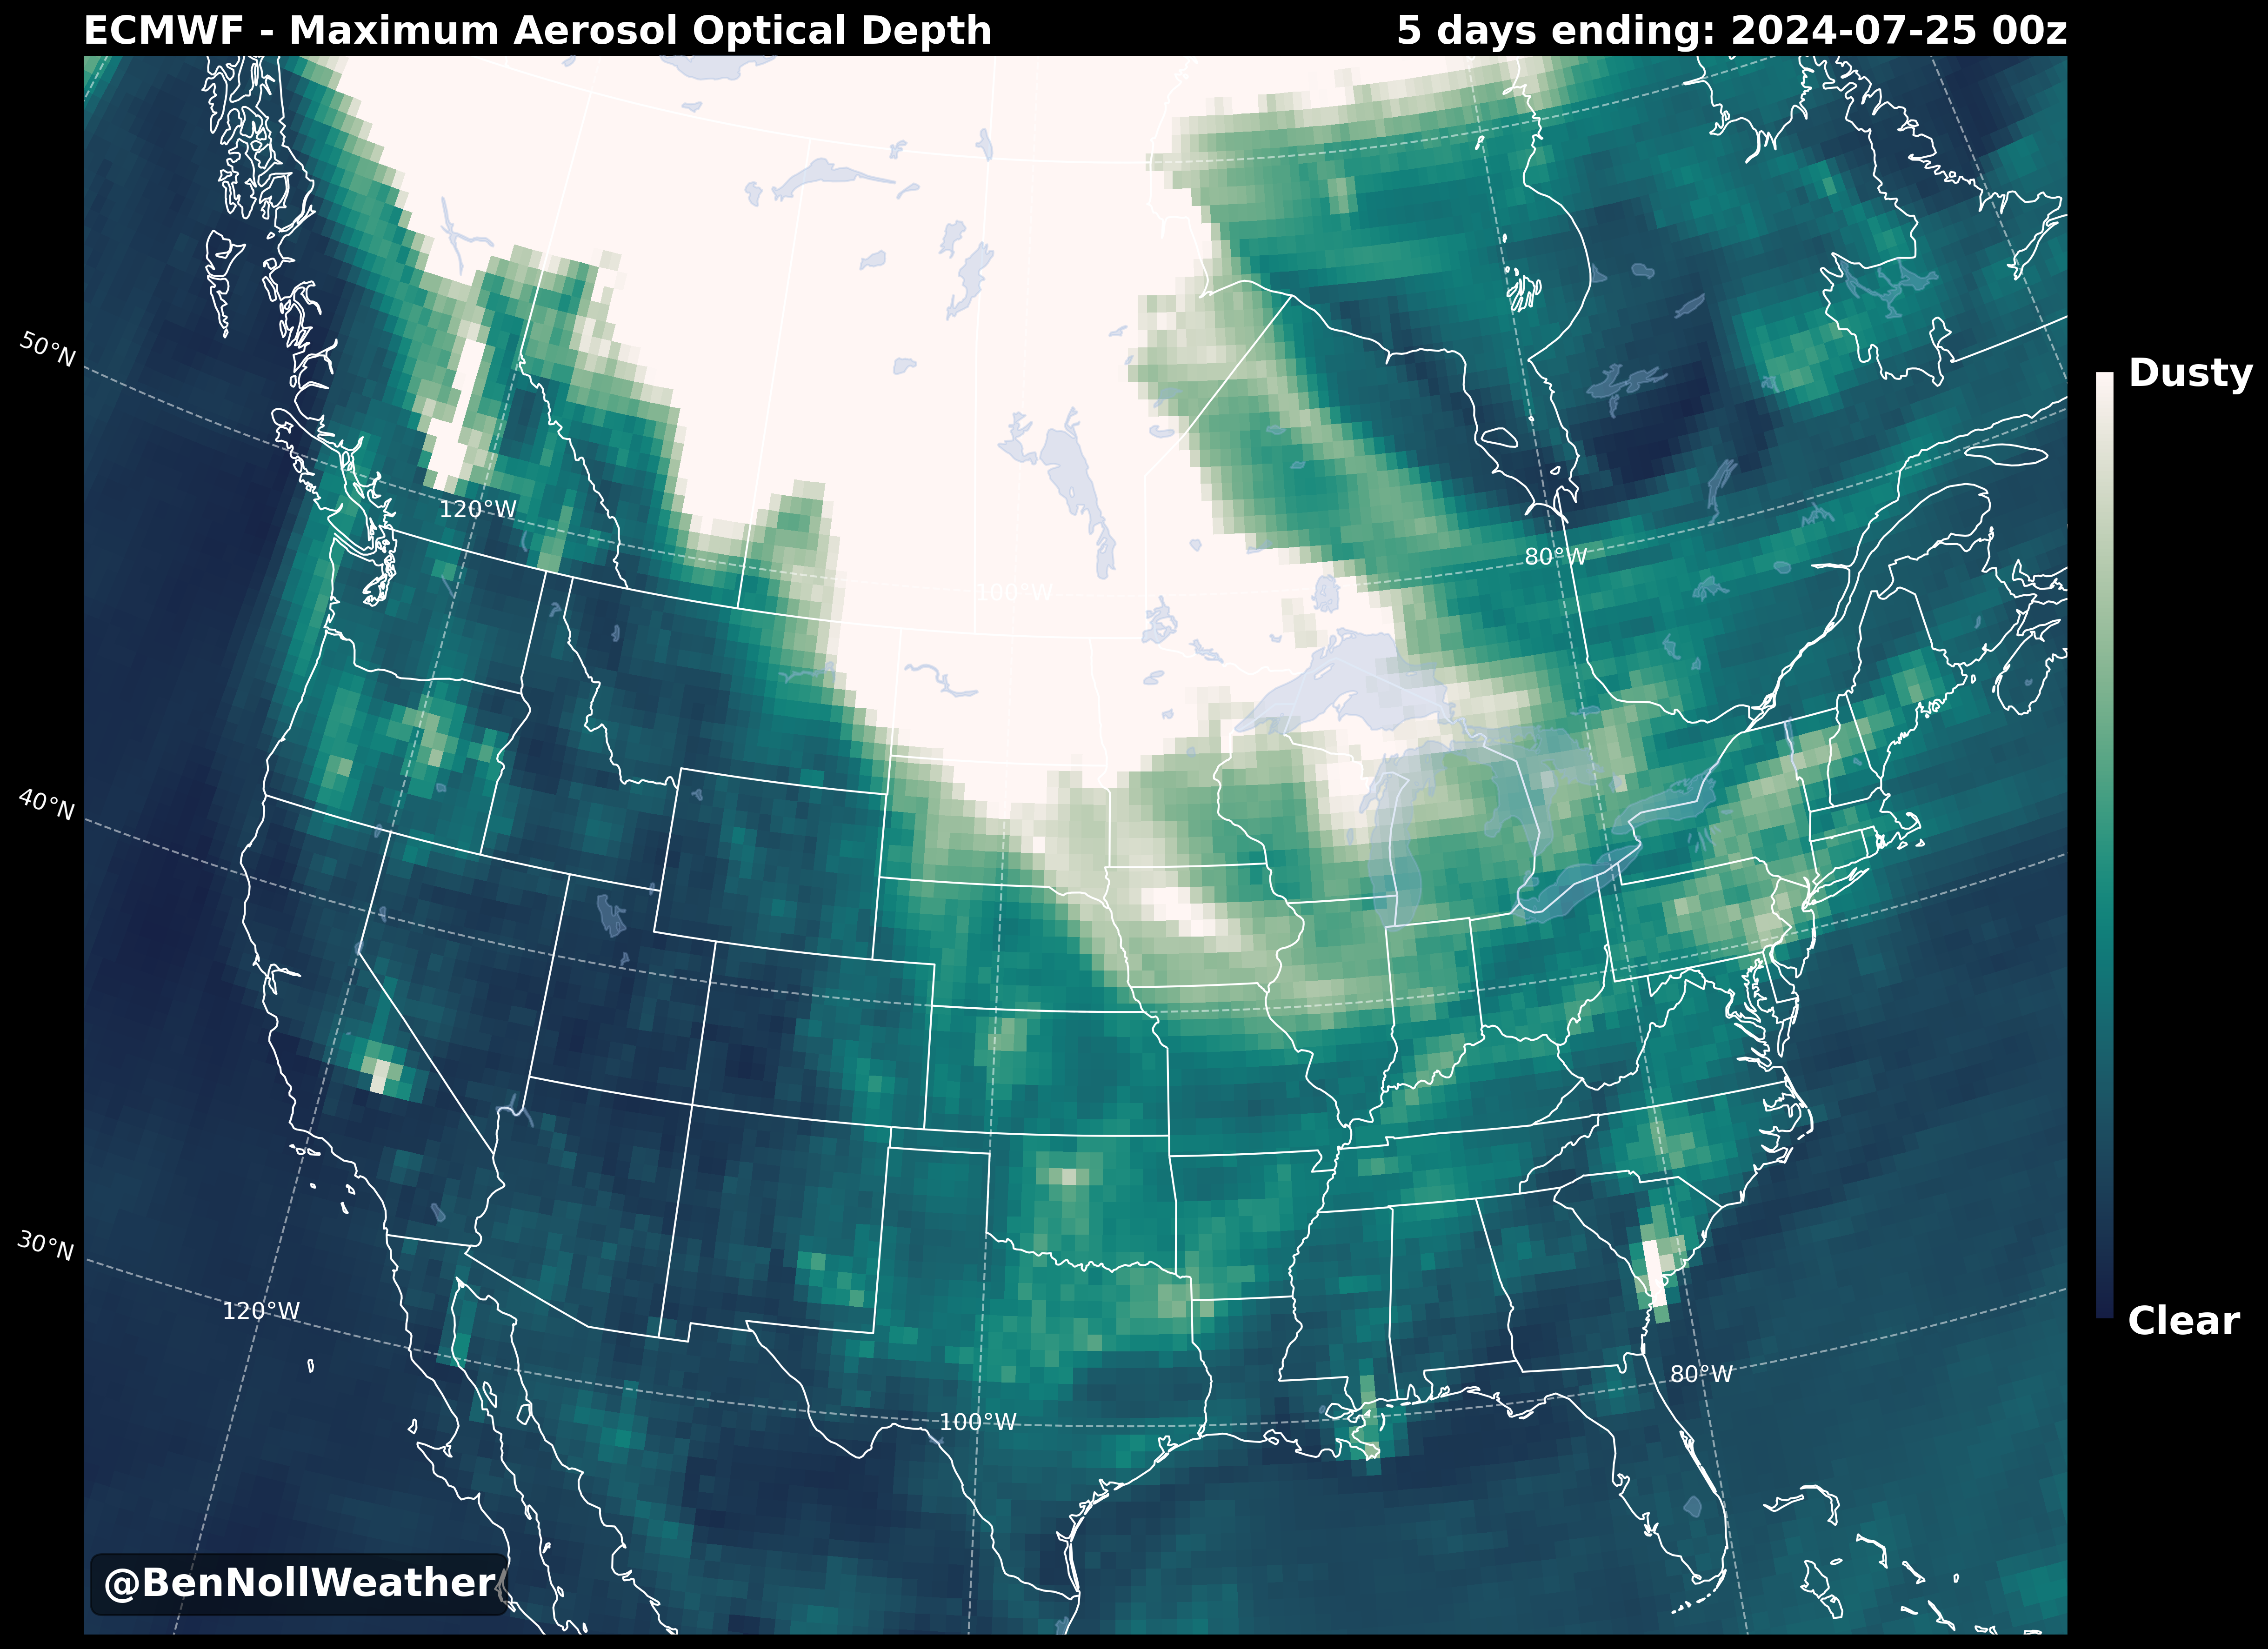 ECMWF - Maximum Aerosol Optical Depth
5 days ending: 2024-07-25 00z
50°N
Dusty
120°W
80°W
100°W
40°N
30°N
120°W
Clear
80°W
100°W
@BenNollWeather